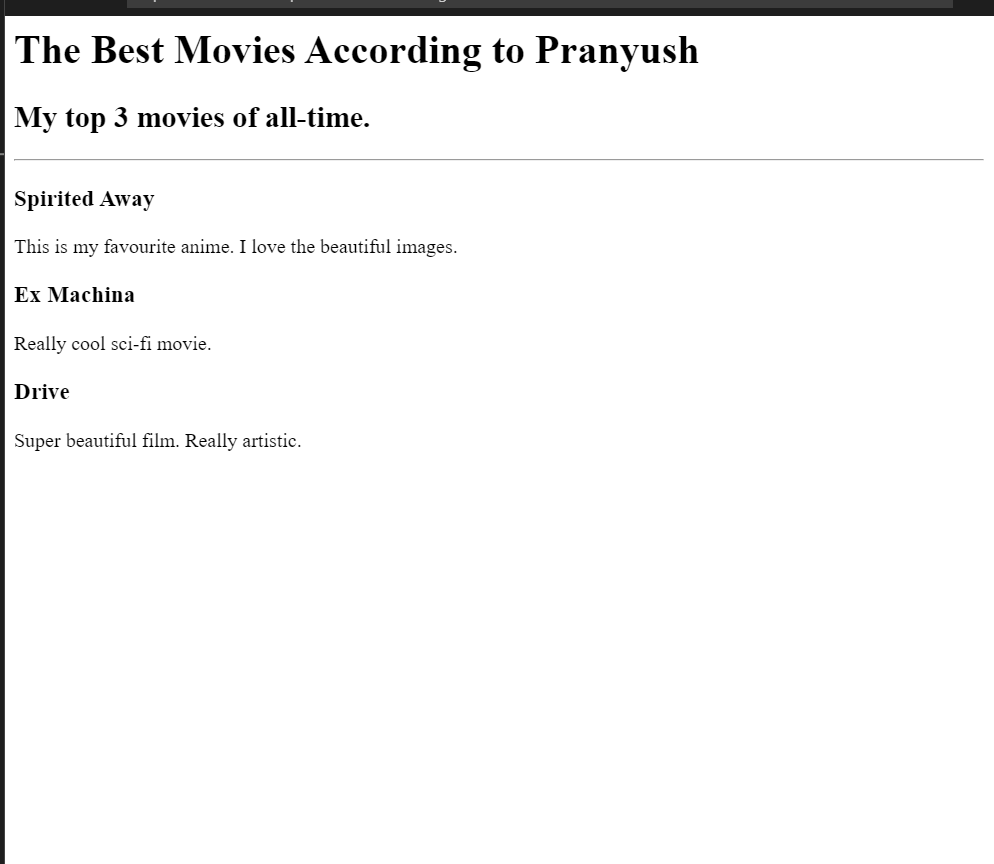 The Best Movies According to Pranyush
My top 3 movies of all-time.
Spirited Away
This is my favourite anime. I love the beautiful images.
Ex Machina
Really cool sci-fi movie.
Drive
Super beautiful film. Really artistic.